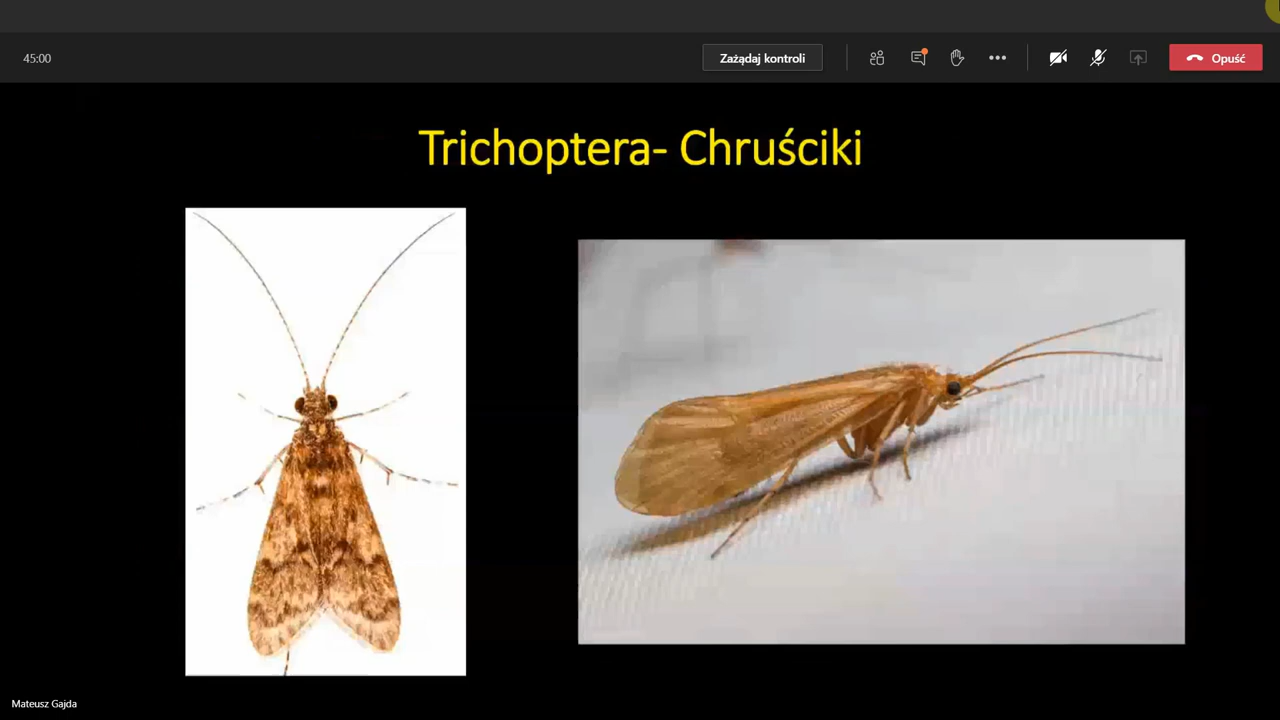 45:00
Zażądaj kontroli
Opuść
Trichoptera- Chruściki
Mateusz Gajda